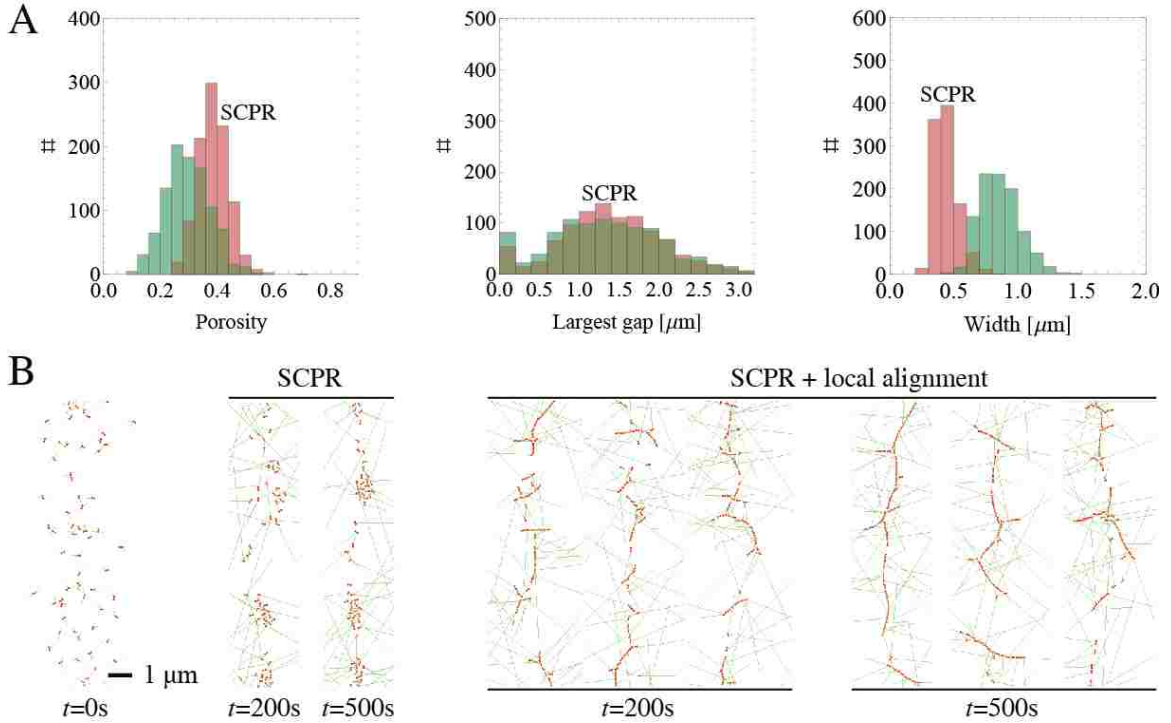 A
400
300
200
100
0
#
SCPR
0.0 0.2 0.4 0.6 0.8
Porosity
500
400
300
200
100
0
#
SCPR
0.0 0.5 1.0 1.5 2.0 2.5 3.0
Largest gap [μm]
600
500
400
300
200
100
0
#
SCPR
0.0 0.5 1.0 1.5 2.0
Width [μm]
B
SCPR
SCPR + local alignment
1 μm
t=0s
t=200s
t=500s
t=200s
t=500s